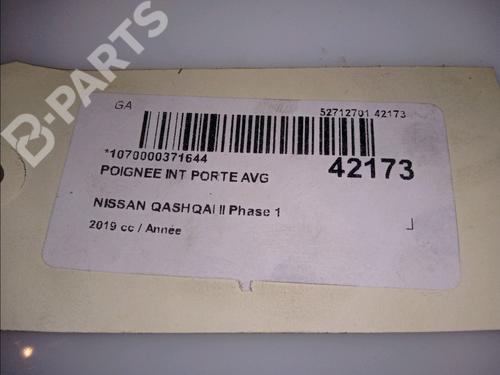 B-PARTS
GA
52712701 42173
*1070000371644
42173
POIGNEE INT PORTE AVG
NISSAN QASHQAI II Phase 1
2019 cc / Année